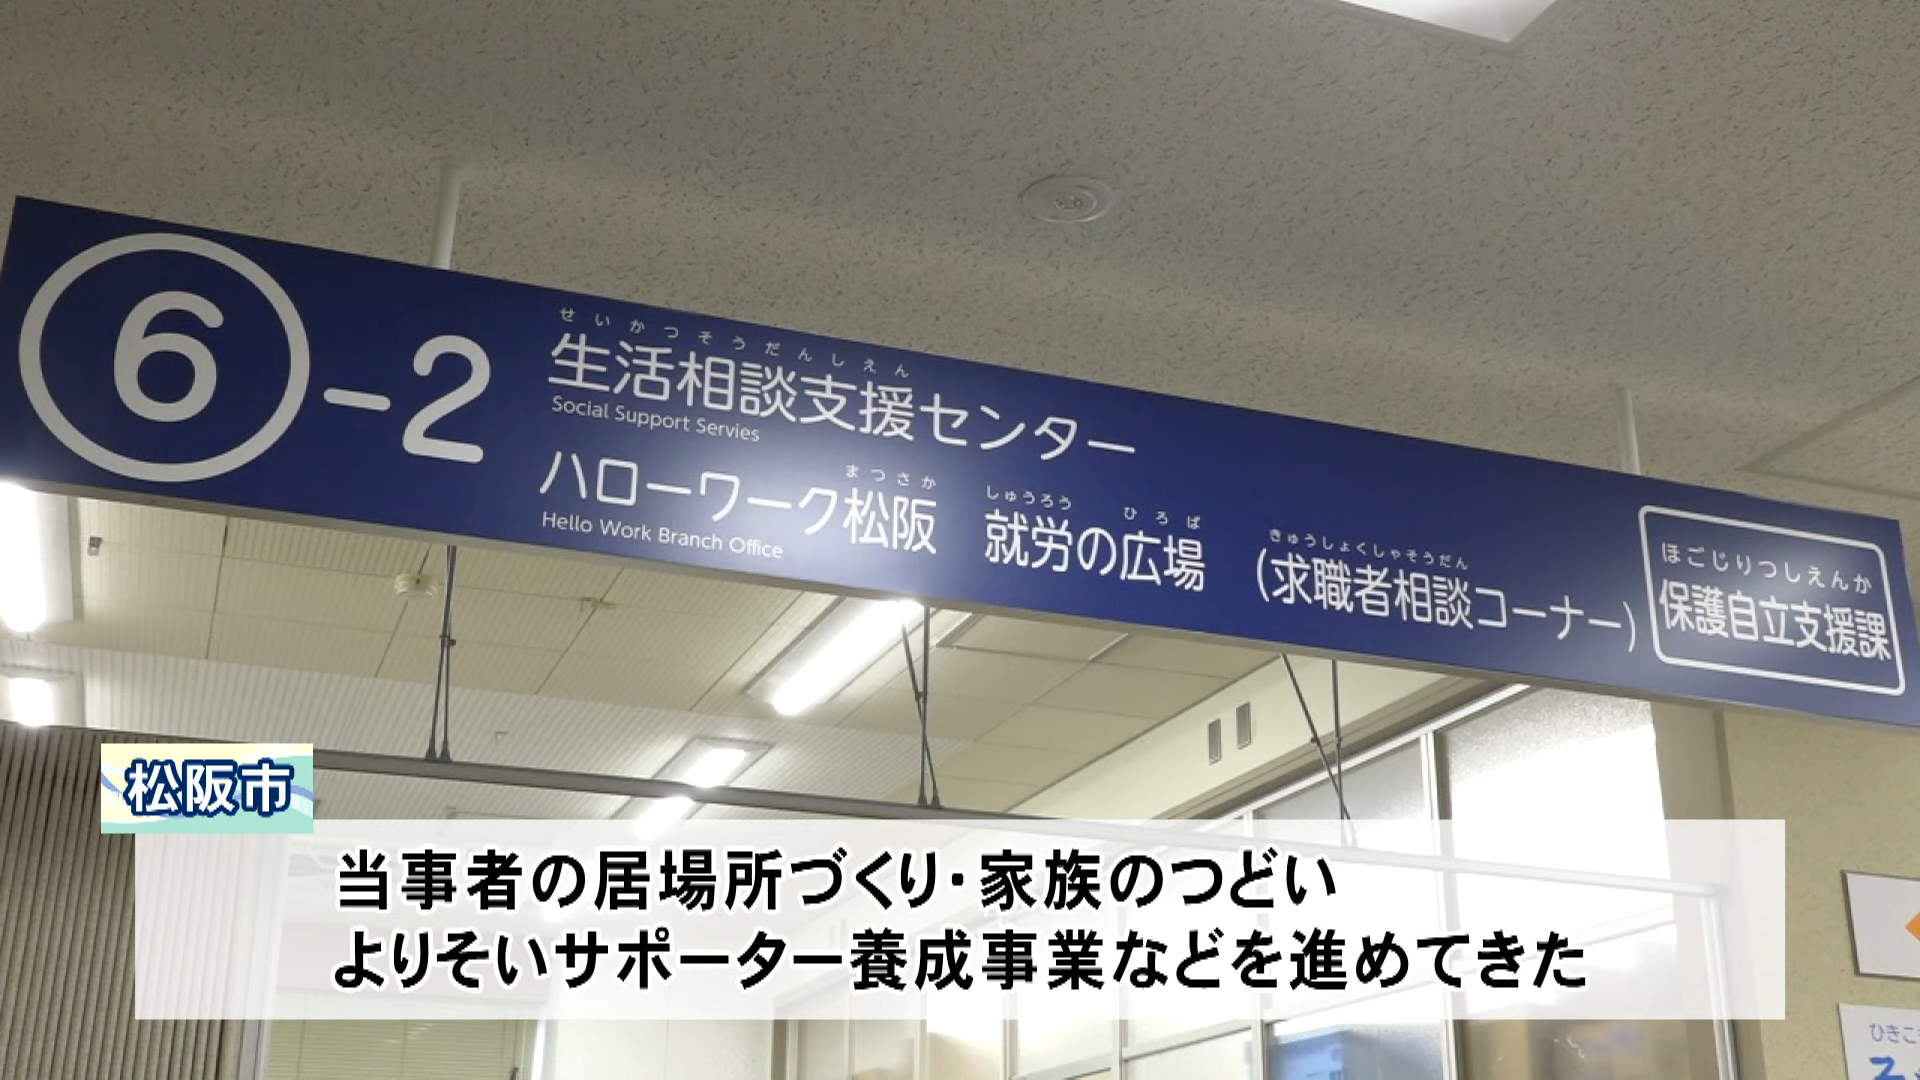 ⑥-2
せいかつそうだんしえん
生活相談支援センター
Social Support Servies
まつさか しゅうろう ひろば きゅうしょくしゃそうだん
ハローワーク松阪 就労の広場 (求職者相談コーナー)
Hello Work Branch Office
ほごじりつしえんか
保護自立支援課
松阪市
当事者の居場所づくり・家族のつどい
よりそいサポーター養成事業などを進めてきた
ひきこ